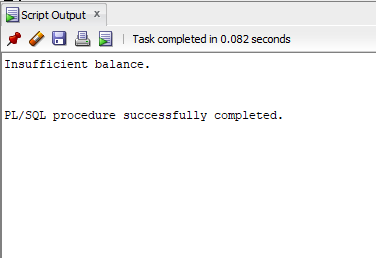 Script Output x
Task completed in 0.082 seconds
Insufficient balance.
PL/SQL procedure successfully completed.